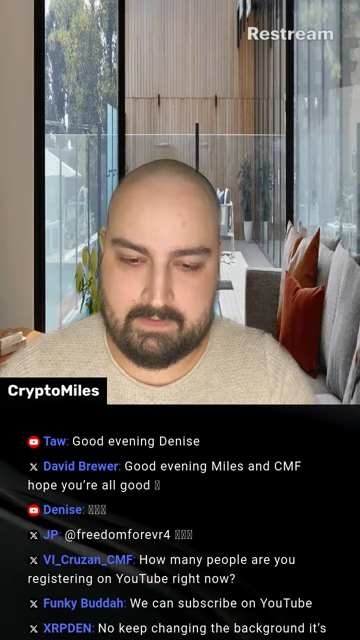 Restream
CryptoMiles
Taw: Good evening Denise
David Brewer: Good evening Miles and CMF
hope you’re all good
Denise:
JP: @freedomforevr4
VI_Cruzan_CMF: How many people are you
registering on YouTube right now?
Funky Buddah: We can subscribe on YouTube
XRPDEN: No keep changing the background it’s